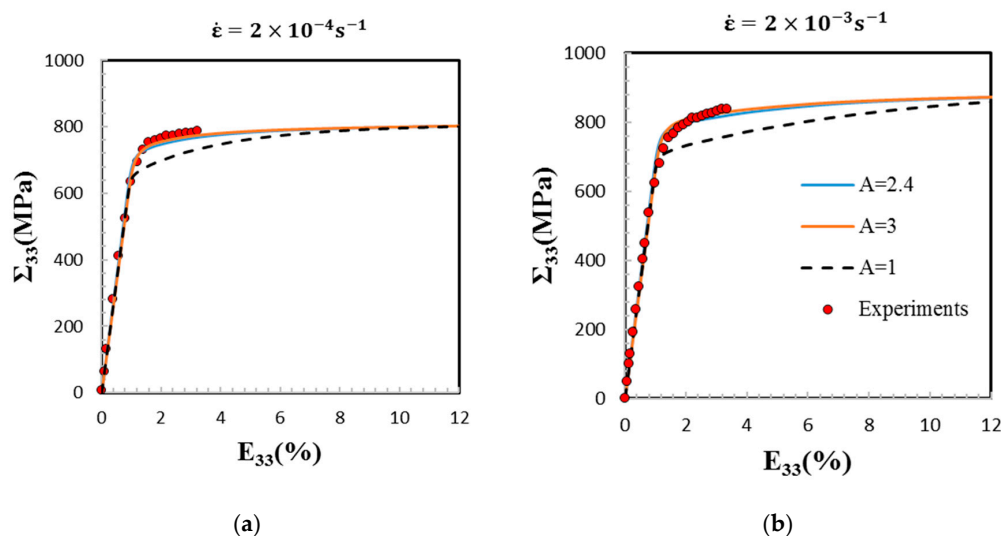 ε̇ = 2 × 10⁻⁴s⁻¹
1000
800
600
400
200
0
0 2 4 6 8 10 12
Σ₃₃(MPa)
E₃₃(%)
(a)
ε̇ = 2 × 10⁻³s⁻¹
1000
800
600
400
200
0
0 2 4 6 8 10 12
Σ₃₃(MPa)
E₃₃(%)
A=2.4
A=3
A=1
Experiments
(b)